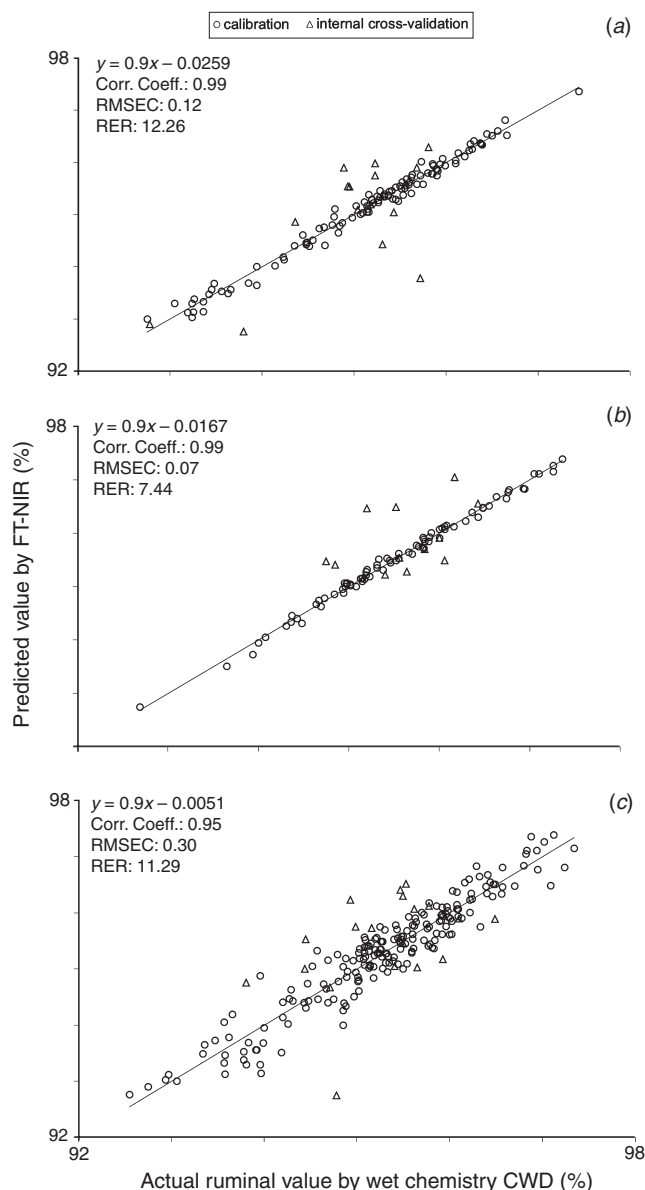 ○ calibration △ internal cross-validation
(a)
98
y = 0.9x – 0.0259
Corr. Coeff.: 0.99
RMSEC: 0.12
RER: 12.26
92
(b)
98
y = 0.9x – 0.0167
Corr. Coeff.: 0.99
RMSEC: 0.07
RER: 7.44
Predicted value by FT-NIR (%)
(c)
98
y = 0.9x – 0.0051
Corr. Coeff.: 0.95
RMSEC: 0.30
RER: 11.29
92
92
98
Actual ruminal value by wet chemistry CWD (%)